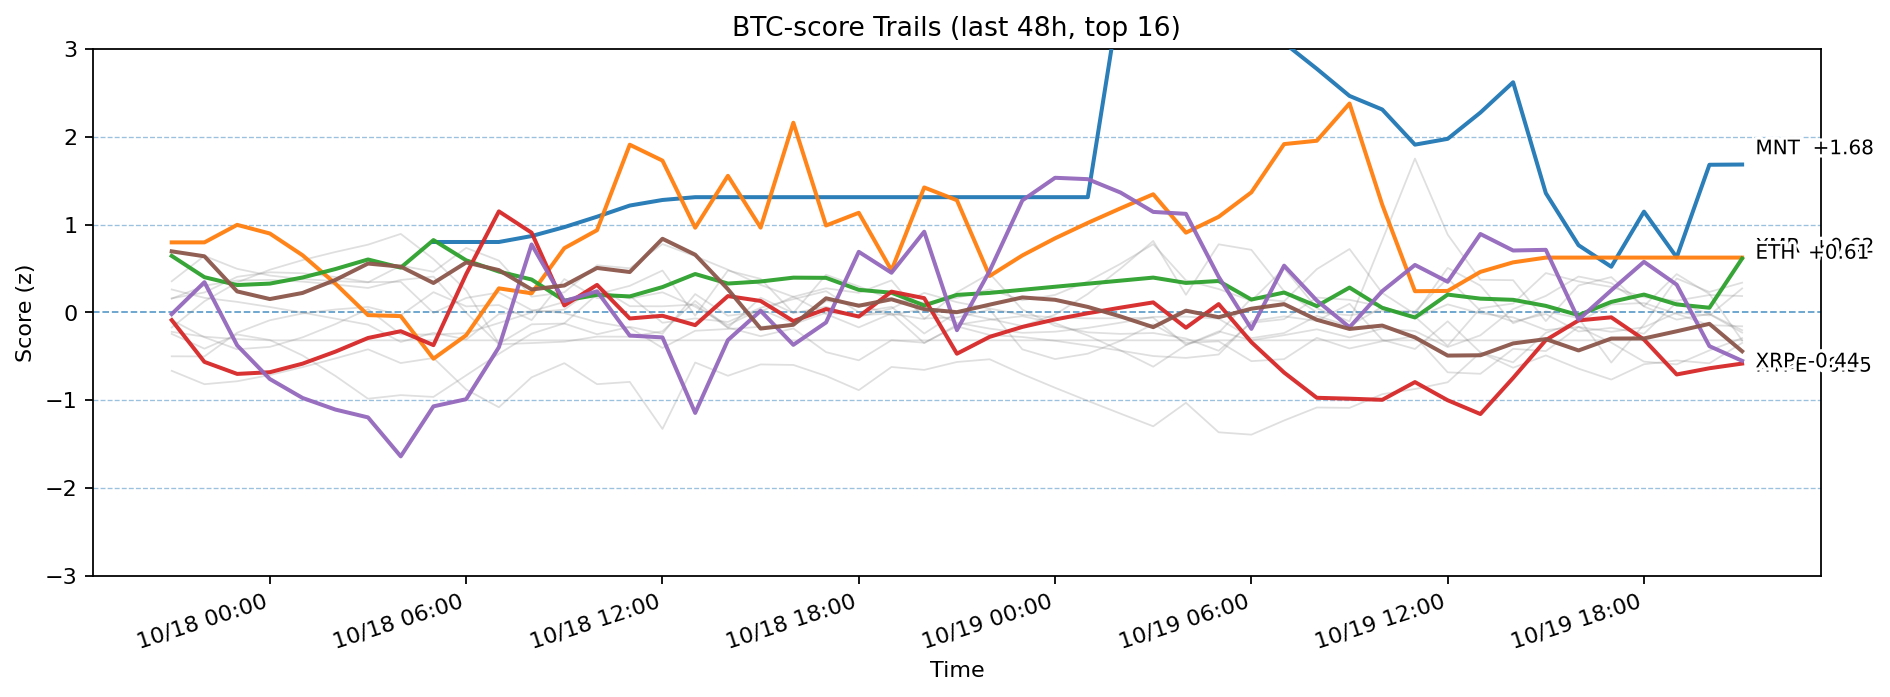 BTC-score Trails (last 48h, top 16)
Score (z)
3
2
1
0
−1
−2
−3
MNT +1.68
ETH +0.61
XRP -0.44
10/18 00:00
10/18 06:00
10/18 12:00
10/18 18:00
10/19 00:00
10/19 06:00
10/19 12:00
10/19 18:00
Time